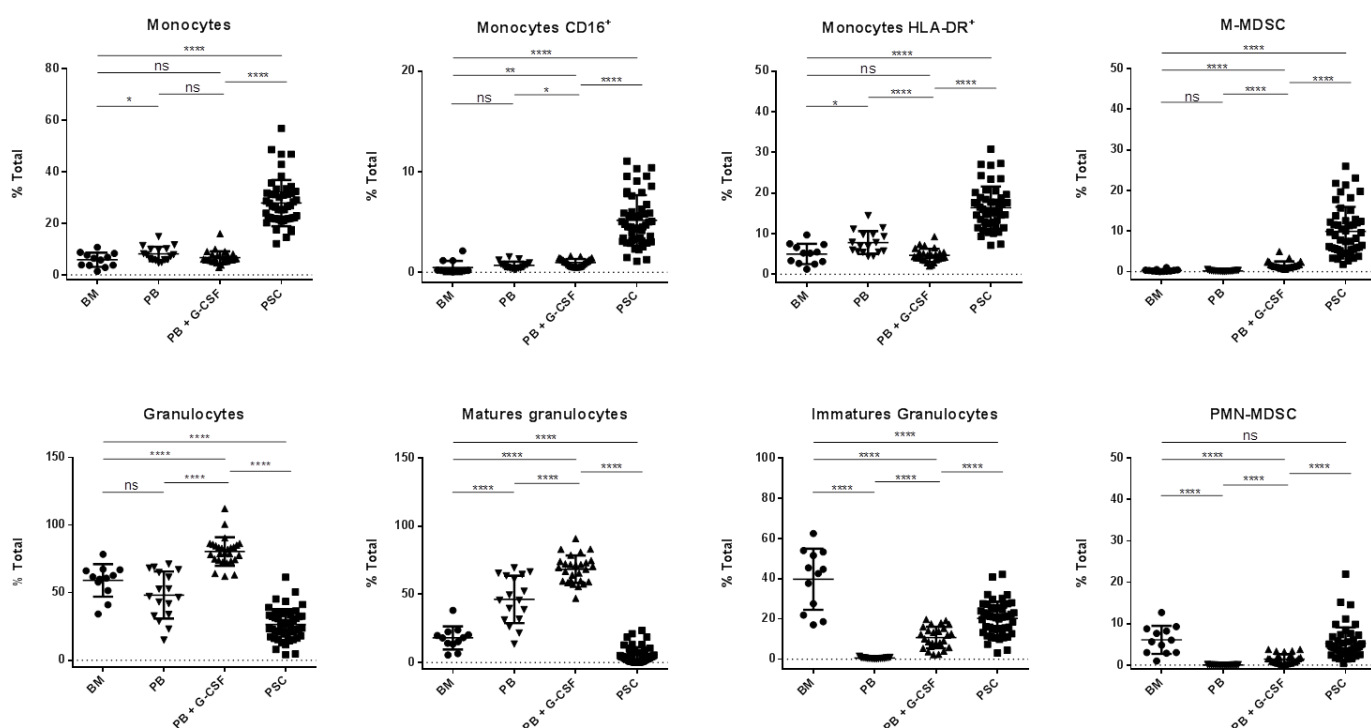 Monocytes
****
ns
****
ns
*
80
60
40
20
0
% Total
BM
PB
PB + G-CSF
PSC
Monocytes CD16+
****
**
****
*
ns
20
10
0
% Total
BM
PB
PB + G-CSF
PSC
Monocytes HLA-DR+
****
ns
****
****
*
50
40
30
20
10
0
% Total
BM
PB
PB + G-CSF
PSC
M-MDSC
****
****
****
****
ns
50
40
30
20
10
0
% Total
BM
PB
PB + G-CSF
PSC
Granulocytes
****
****
****
****
ns
150
100
50
0
% Total
BM
PB
PB + G-CSF
PSC
Matures granulocytes
****
****
****
****
****
150
100
50
0
% Total
BM
PB
PB + G-CSF
PSC
Immatures Granulocytes
****
****
****
****
****
100
80
60
40
20
0
% Total
BM
PB
PB + G-CSF
PSC
PMN-MDSC
ns
****
****
****
****
50
40
30
20
10
0
% Total
BM
PB
PB + G-CSF
PSC